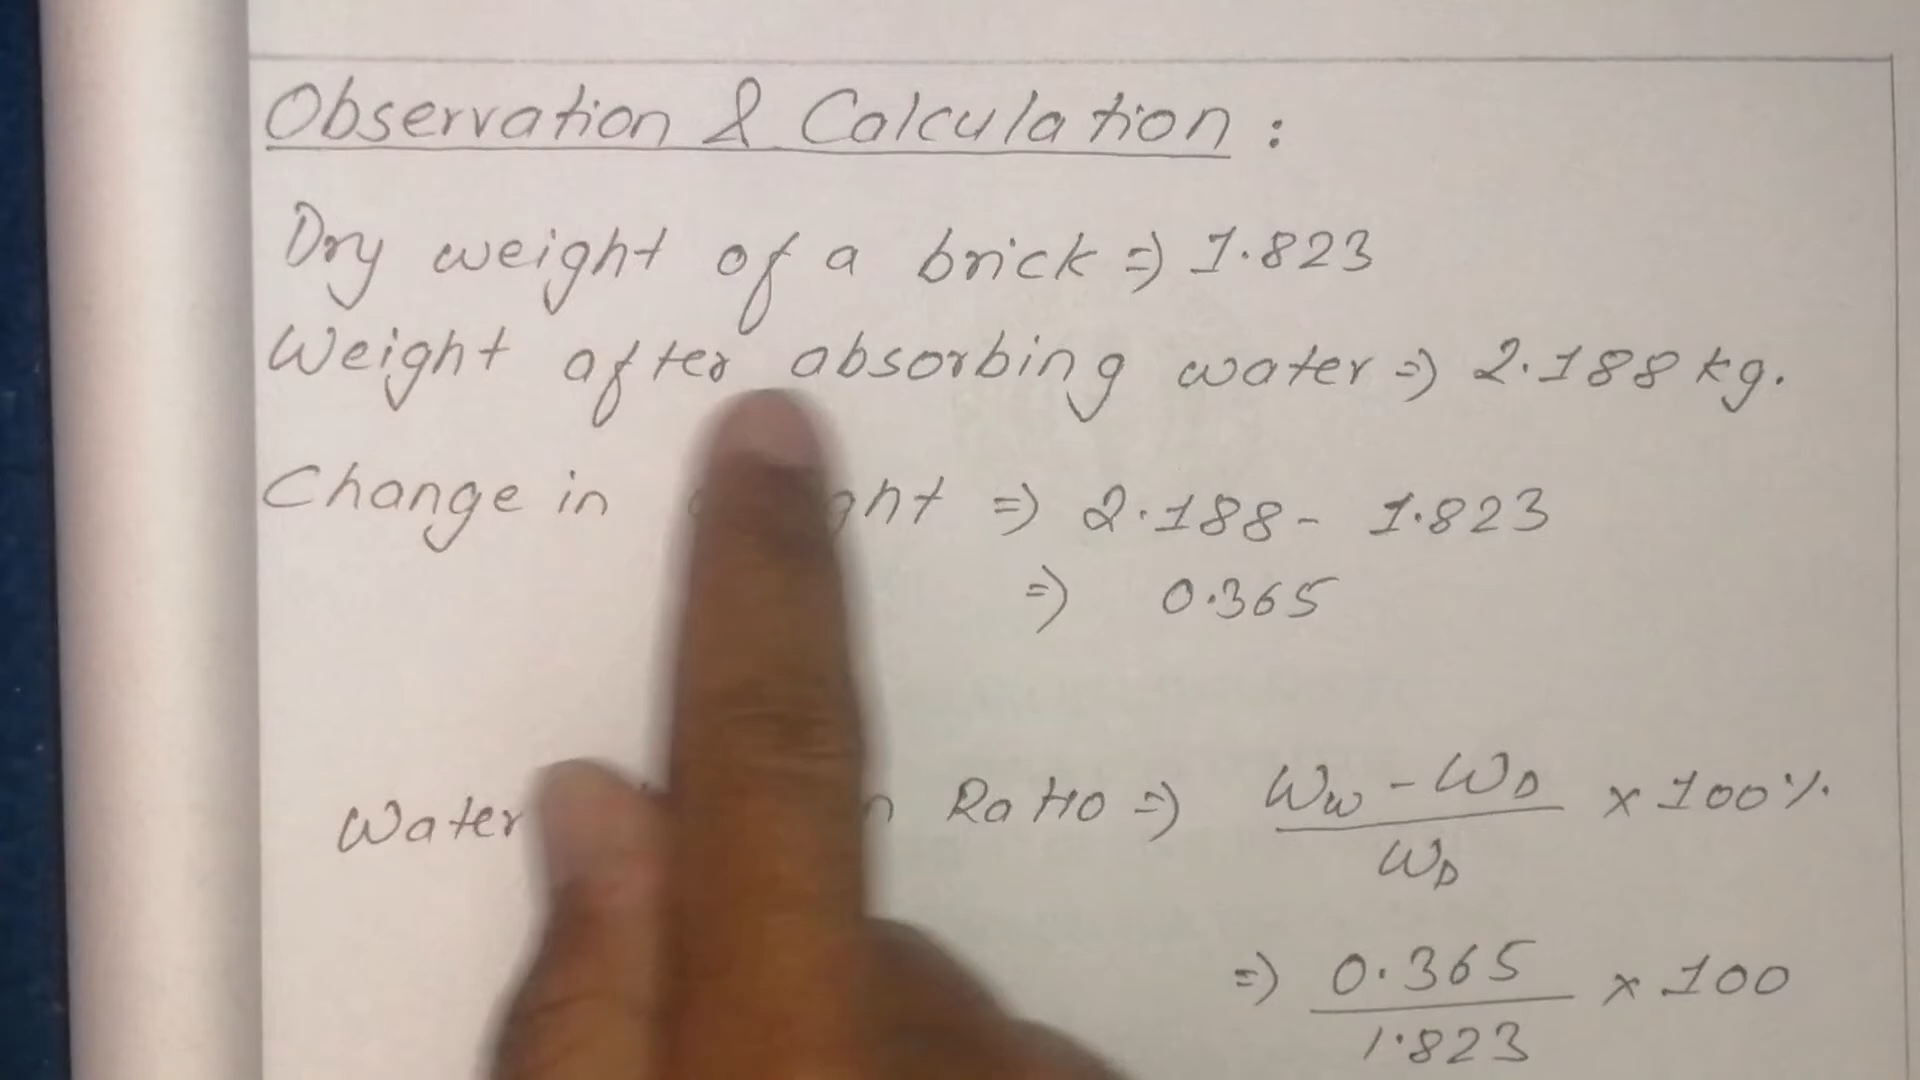 Observation & Calculation :
Dry weight of a brick => 1.823
Weight after absorbing water => 2.188 kg.
Change in => 2.188 - 1.823
=> 0.365
Water Ratio => Ww - WD / WD x 100%
=> 0.365 / 1.823 x 100